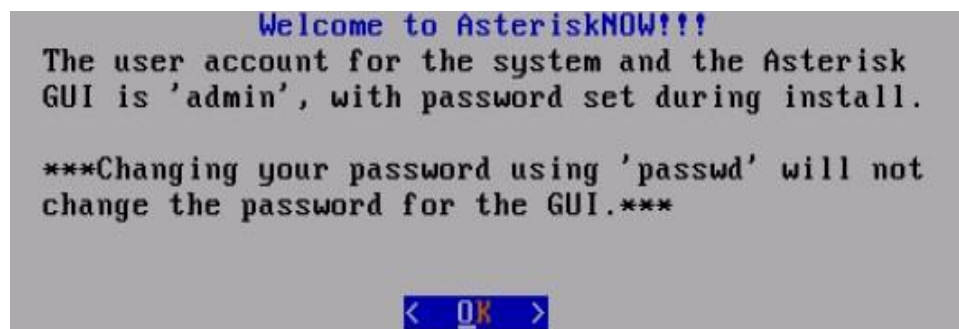 Welcome to AsteriskNOW!!!
The user account for the system and the Asterisk
GUI is 'admin', with password set during install.
***Changing your password using 'passwd' will not
change the password for the GUI.***
< OK >